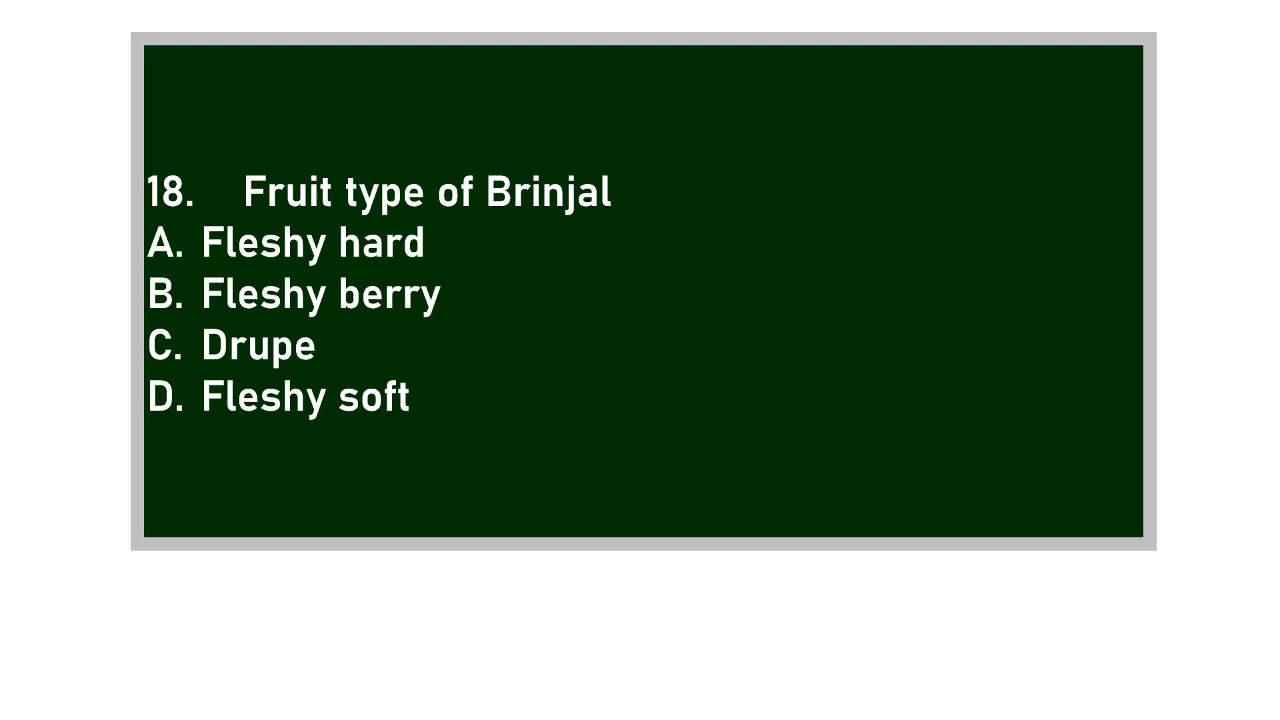 18. Fruit type of Brinjal
A. Fleshy hard
B. Fleshy berry
C. Drupe
D. Fleshy soft